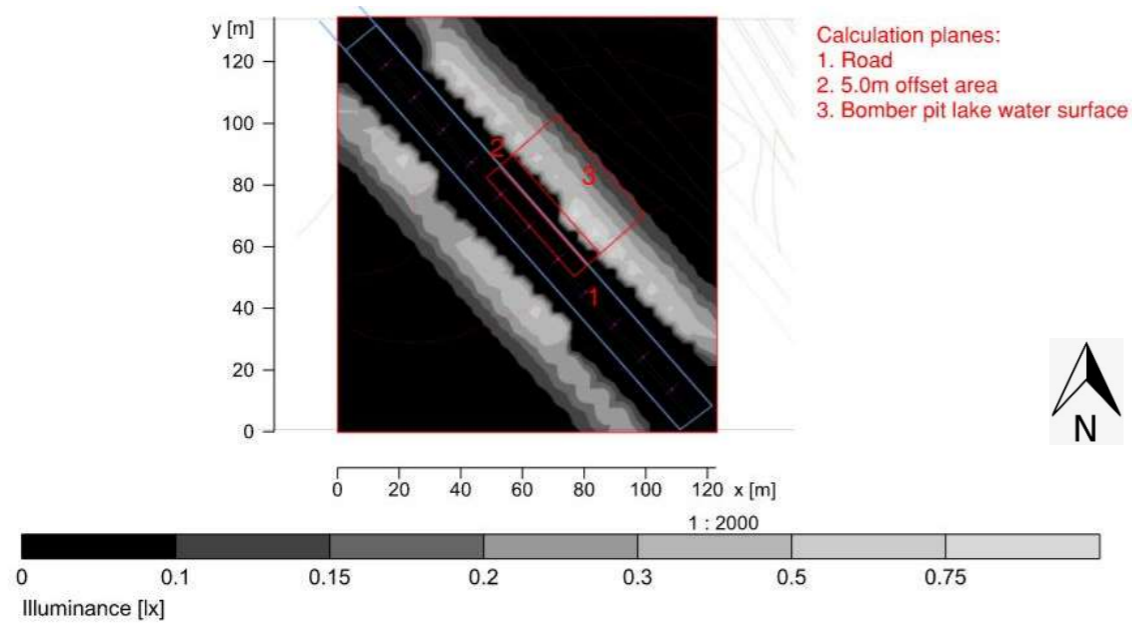 y [m]
120
100
80
60
40
20
0
2
3
1
0 20 40 60 80 100 120 x [m]
1 : 2000
Calculation planes:
1. Road
2. 5.0m offset area
3. Bomber pit lake water surface
N
0 0.1 0.15 0.2 0.3 0.5 0.75
Illuminance [lx]